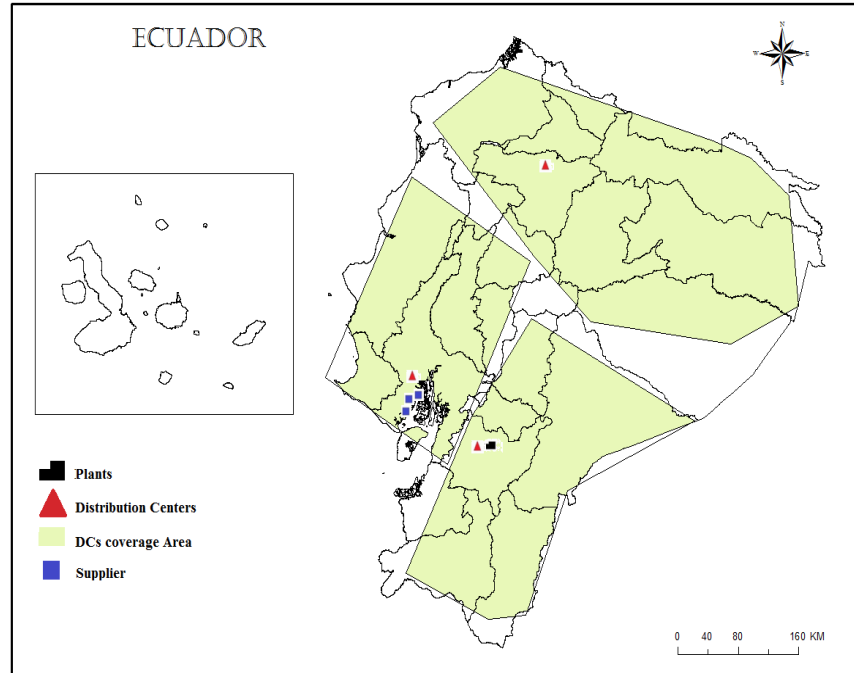 ECUADOR
N
W E
S
Plants
Distribution Centers
DCs coverage Area
Supplier
0 40 80 160 KM